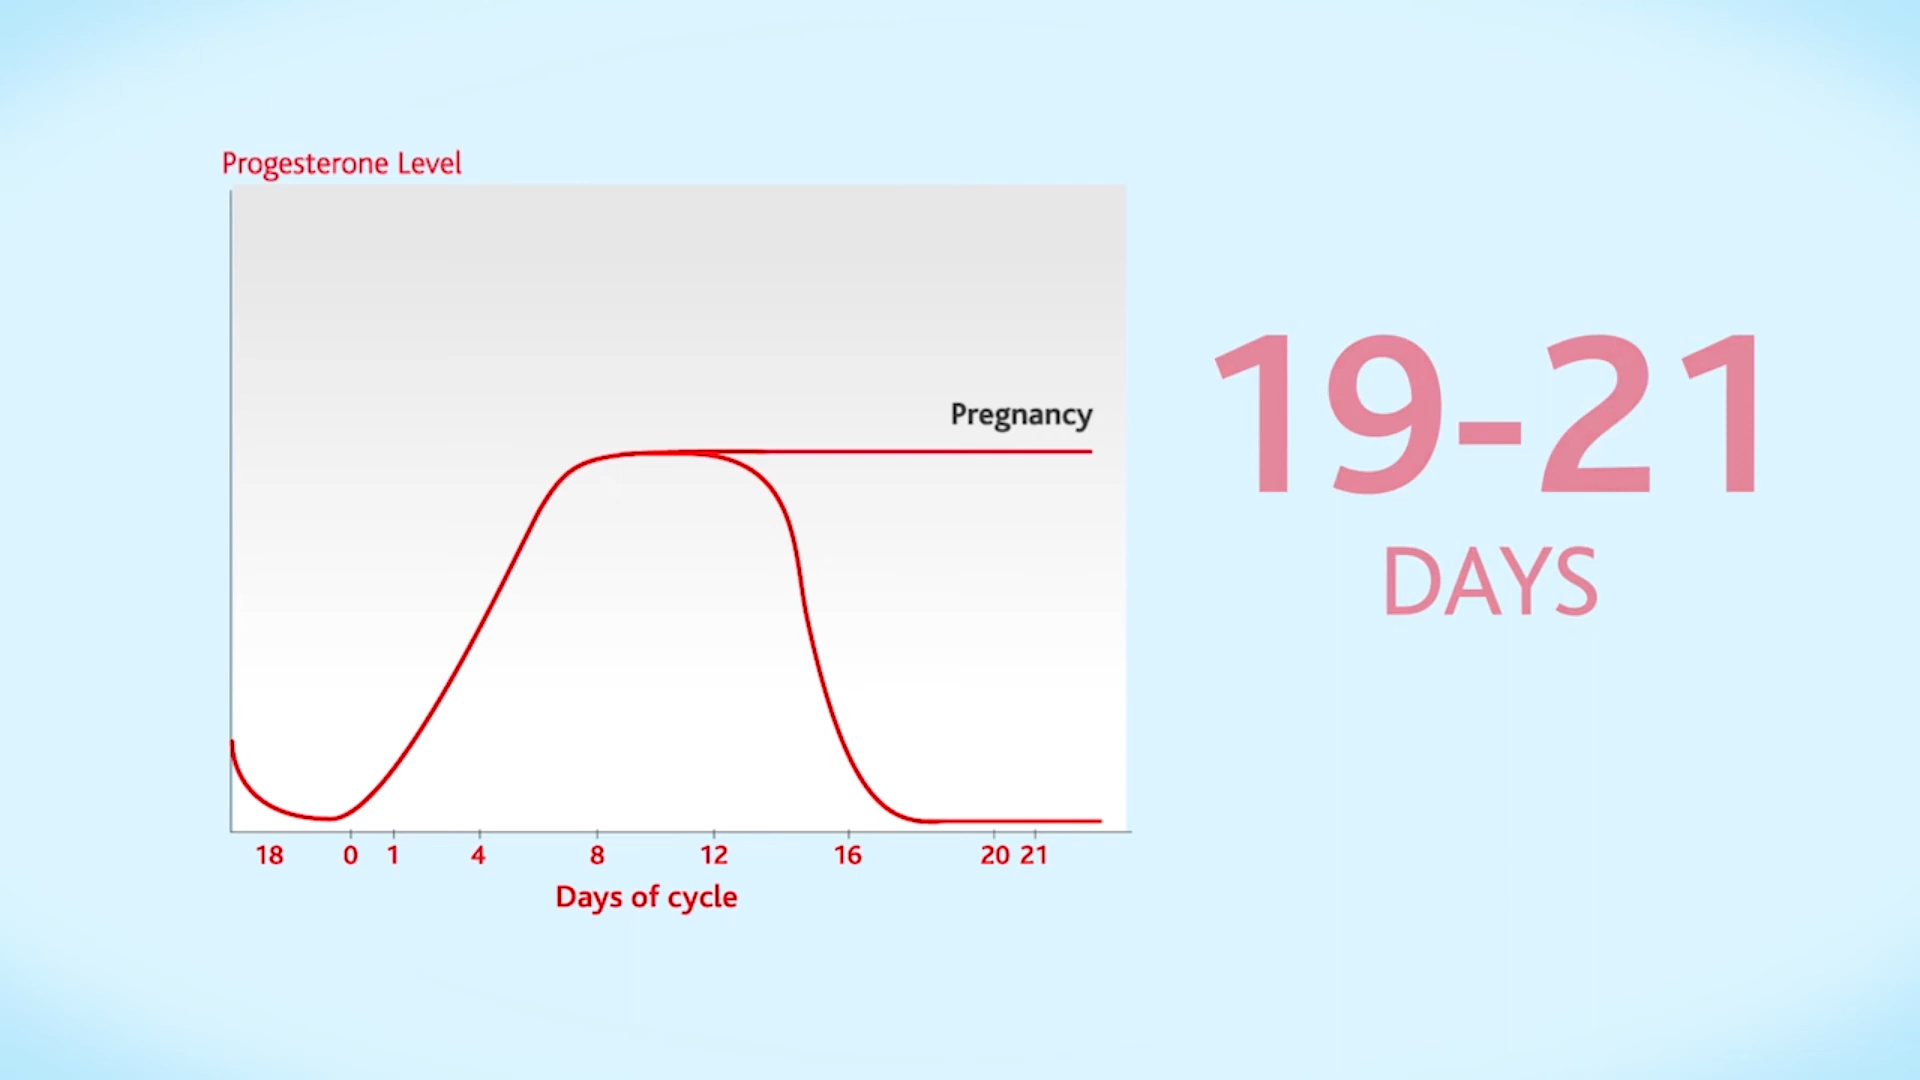 Progesterone Level
Pregnancy
18 0 1 4 8 12 16 20 21
Days of cycle
19-21
DAYS